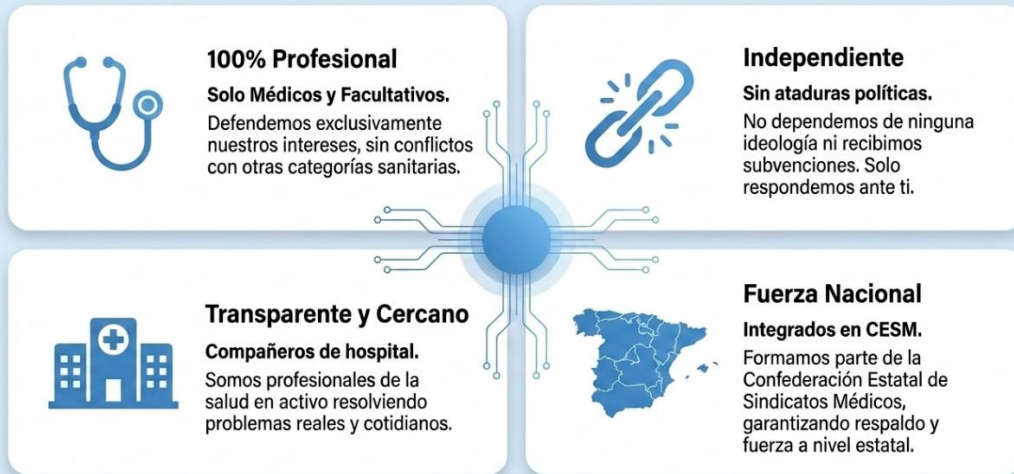 100% Profesional
Solo Médicos y Facultativos.
Defendemos exclusivamente
nuestros intereses, sin conflictos
con otras categorías sanitarias.
Independiente
Sin ataduras políticas.
No dependemos de ninguna
ideología ni recibimos
subvenciones. Solo
respondemos ante ti.
Transparente y Cercano
Compañeros de hospital.
Somos profesionales de la
salud en activo resolviendo
problemas reales y cotidianos.
Fuerza Nacional
Integrados en CESM.
Formamos parte de la
Confederación Estatal de
Sindicatos Médicos,
garantizando respaldo y
fuerza a nivel estatal.